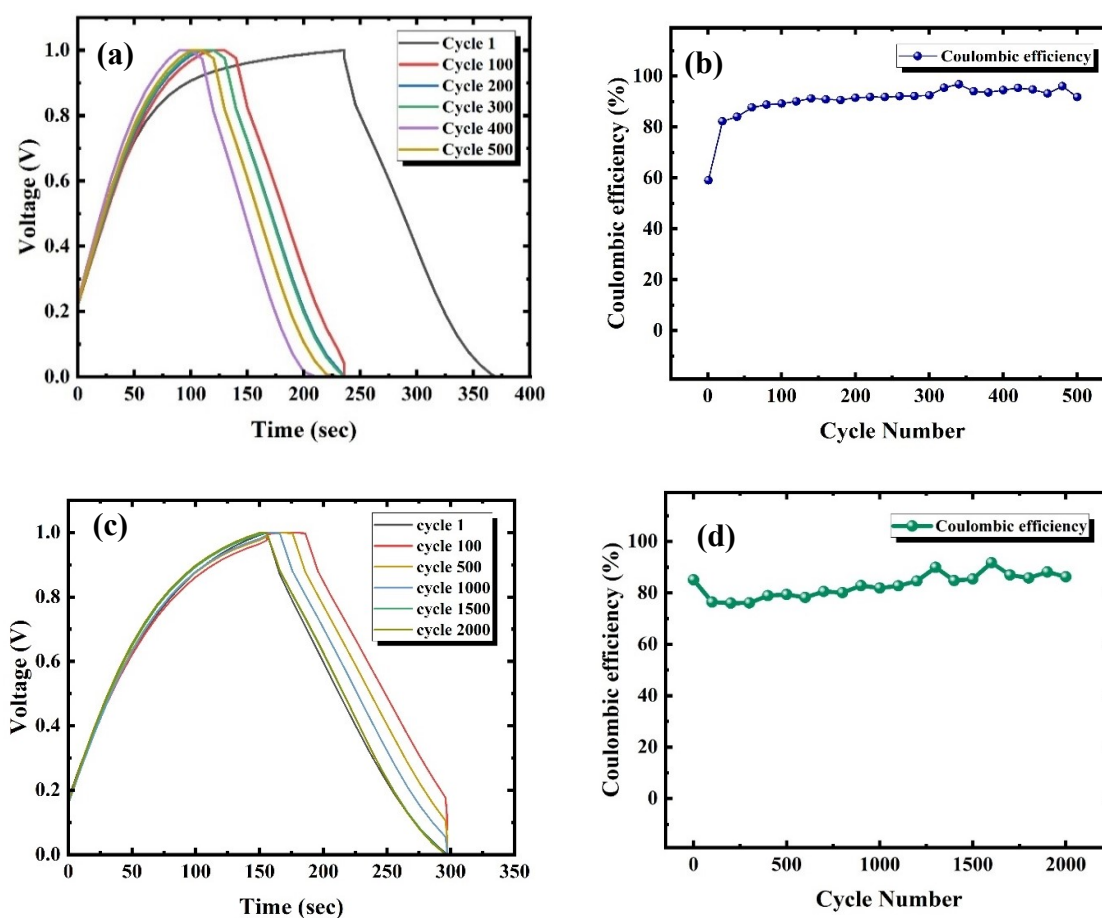 (a)
Cycle 1
Cycle 100
Cycle 200
Cycle 300
Cycle 400
Cycle 500
Voltage (V)
1.0
0.8
0.6
0.4
0.2
0.0
0 50 100 150 200 250 300 350 400
Time (sec)
(b)
Coulombic efficiency
Coulombic efficiency (%)
100
80
60
40
20
0
0 100 200 300 400 500
Cycle Number
(c)
cycle 1
cycle 100
cycle 500
cycle 1000
cycle 1500
cycle 2000
Voltage (V)
1.0
0.8
0.6
0.4
0.2
0.0
0 50 100 150 200 250 300 350
Time (sec)
(d)
Coulombic efficiency
Coulombic efficiency (%)
100
80
60
40
20
0
0 500 1000 1500 2000
Cycle Number